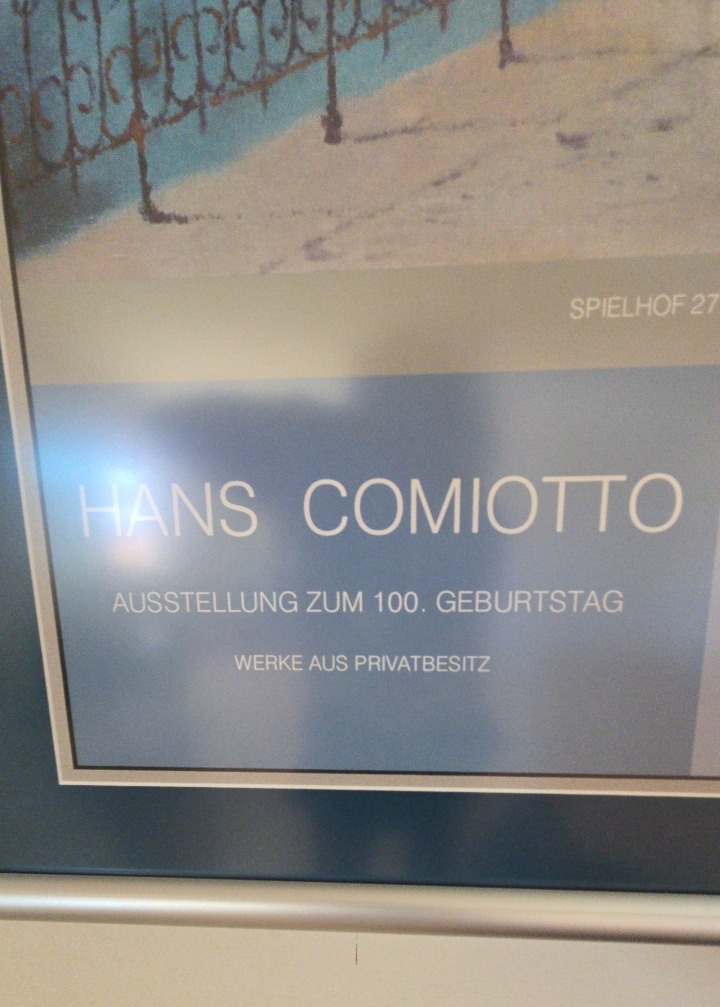 SPIELHOF 27
HANS COMIOTTO
AUSSTELLUNG ZUM 100. GEBURTSTAG
WERKE AUS PRIVATBESITZ